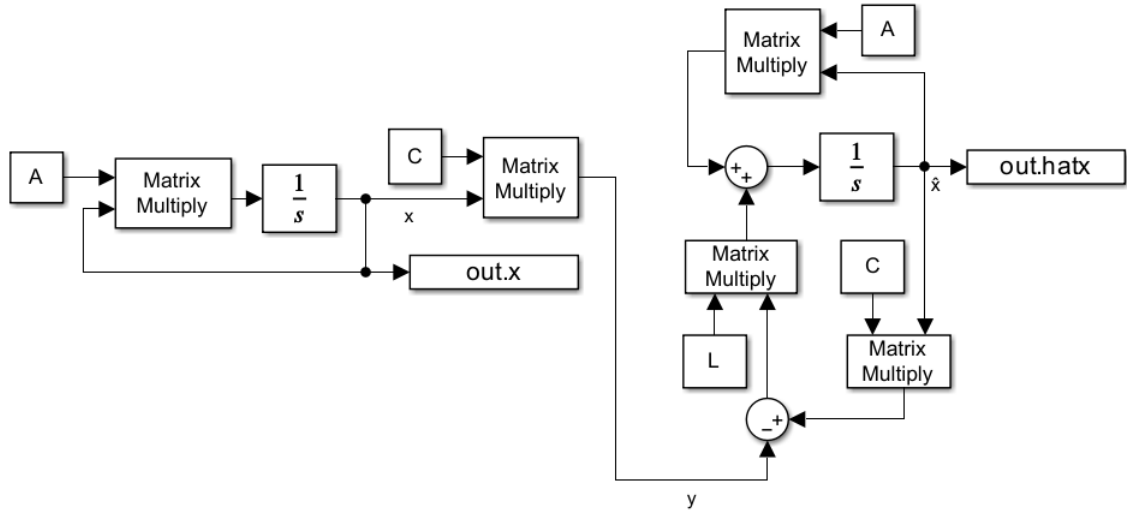 A
Matrix
Multiply
1
s
C
Matrix
Multiply
x
out.x
Matrix
Multiply
A
++
1
s
x̂
out.hatx
Matrix
Multiply
C
L
Matrix
Multiply
−+
y